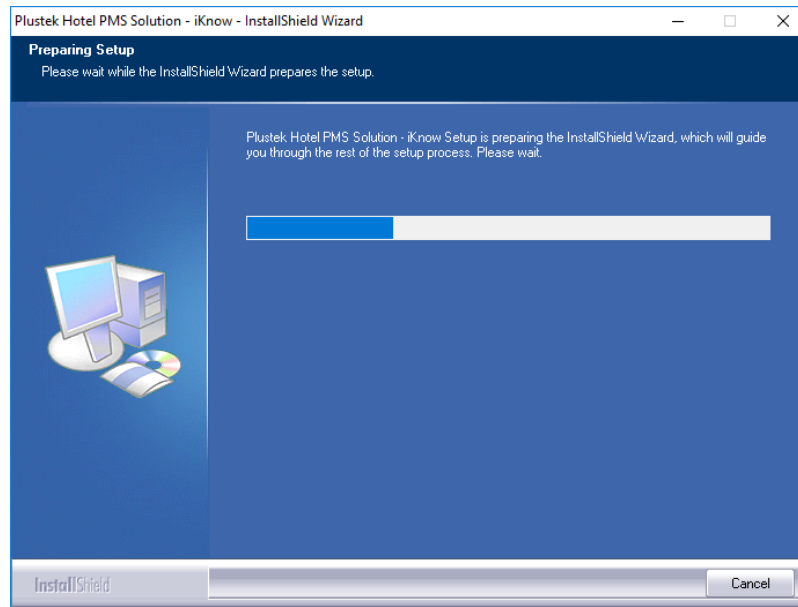 Plustek Hotel PMS Solution - iKnow - InstallShield Wizard
Preparing Setup
Please wait while the InstallShield Wizard prepares the setup.
Plustek Hotel PMS Solution - iKnow Setup is preparing the InstallShield Wizard, which will guide
you through the rest of the setup process. Please wait.
InstallShield
Cancel